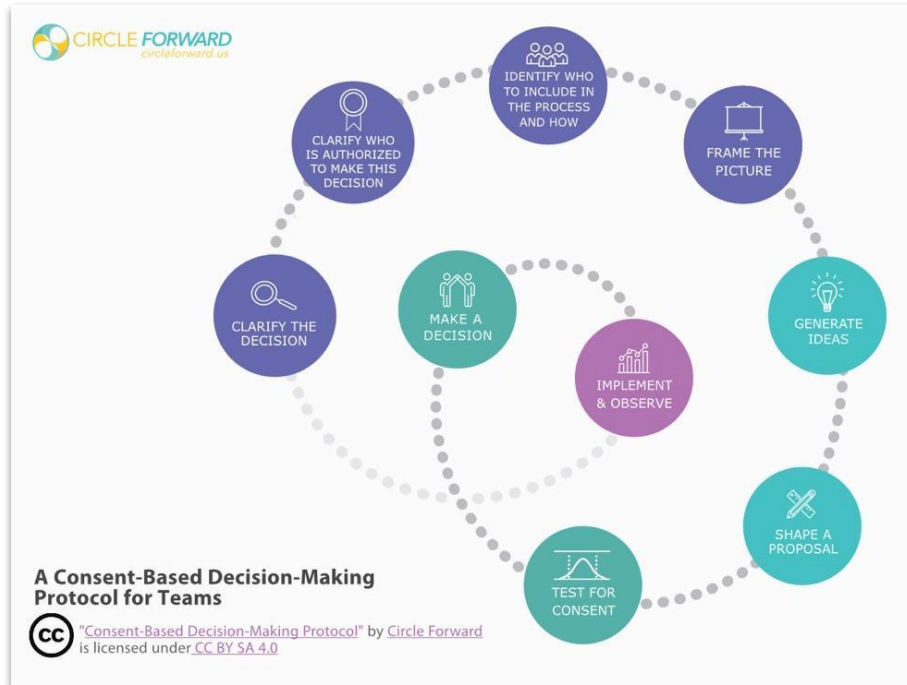 CIRCLE FORWARD
circleforward.us
IDENTIFY WHO
TO INCLUDE IN
THE PROCESS
AND HOW
CLARIFY WHO
IS AUTHORIZED
TO MAKE THIS
DECISION
FRAME THE
PICTURE
CLARIFY THE
DECISION
MAKE A
DECISION
GENERATE
IDEAS
IMPLEMENT
& OBSERVE
SHAPE A
PROPOSAL
TEST FOR
CONSENT
A Consent-Based Decision-Making
Protocol for Teams
cc
"Consent-Based Decision-Making Protocol" by Circle Forward
is licensed under CC BY SA 4.0